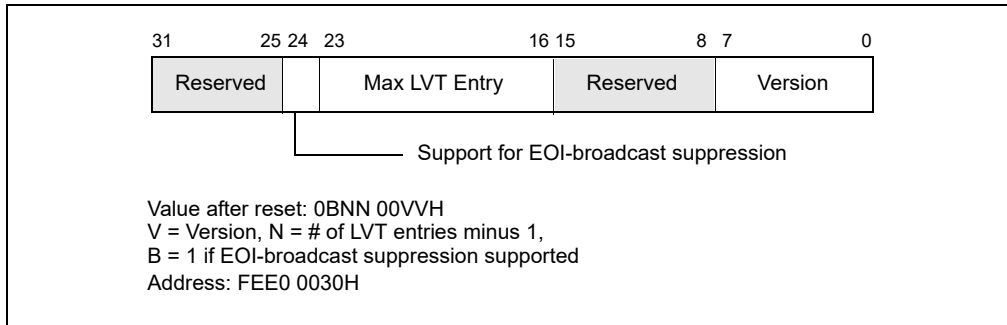 31 25 24 23 16 15 8 7 0
Reserved Max LVT Entry Reserved Version
Support for EOI-broadcast suppression
Value after reset: 0BNN 00VVH
V = Version, N = # of LVT entries minus 1,
B = 1 if EOI-broadcast suppression supported
Address: FEE0 0030H